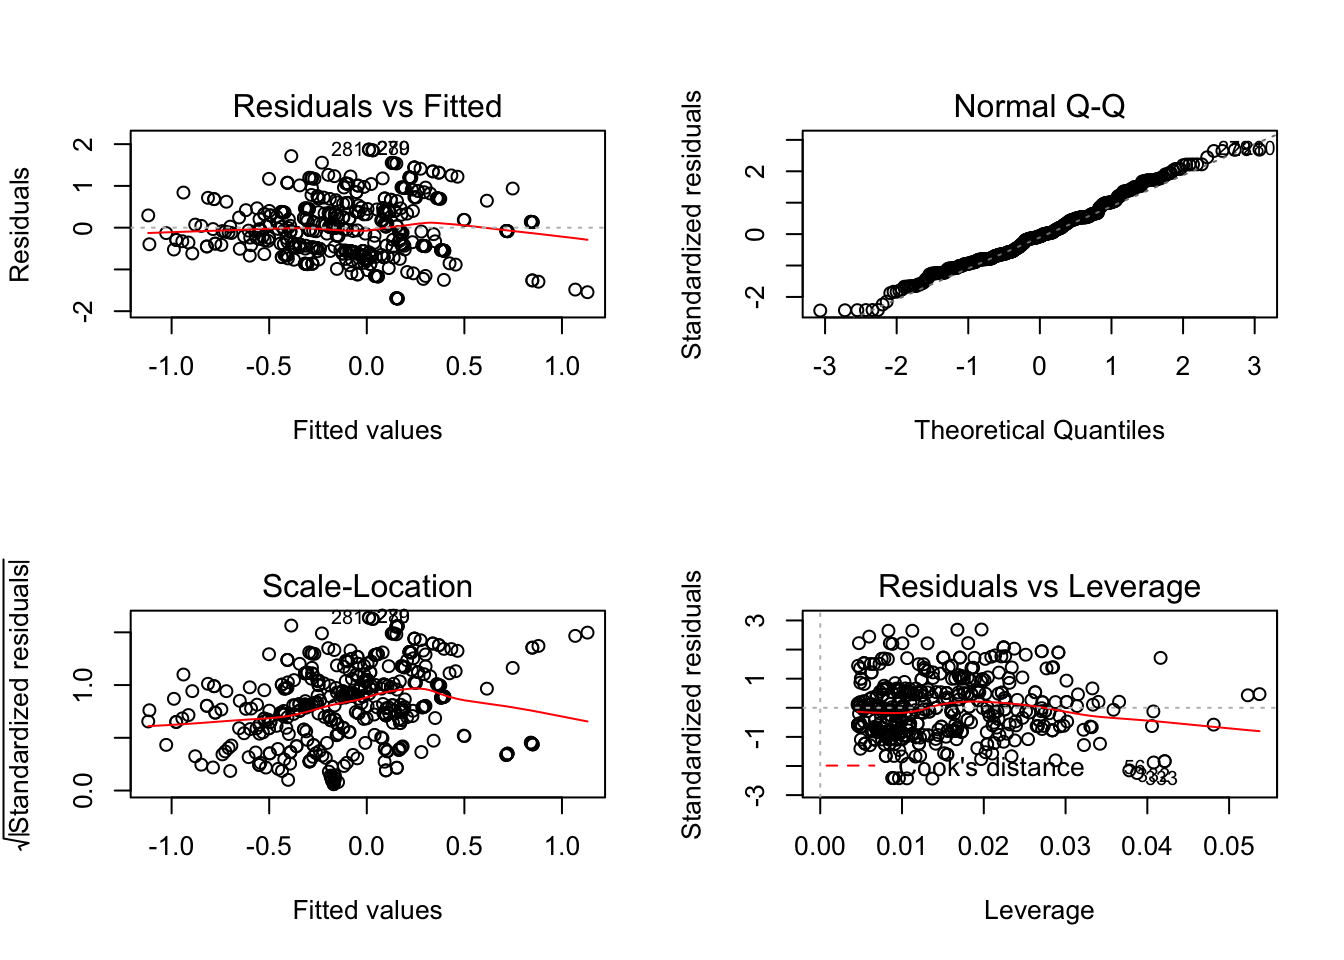 Residuals vs Fitted
Residuals
2
1
0
-2
281
-1.0 -0.5 0.0 0.5 1.0
Fitted values
Normal Q-Q
Standardized residuals
2
0
-2
-3 -2 -1 0 1 2 3
Theoretical Quantiles
Scale-Location
√|Standardized residuals|
1.0
0.0
281
-1.0 -0.5 0.0 0.5 1.0
Fitted values
Residuals vs Leverage
Standardized residuals
3
1
-1
-3
Cook's distance
0.00 0.01 0.02 0.03 0.04 0.05
Leverage